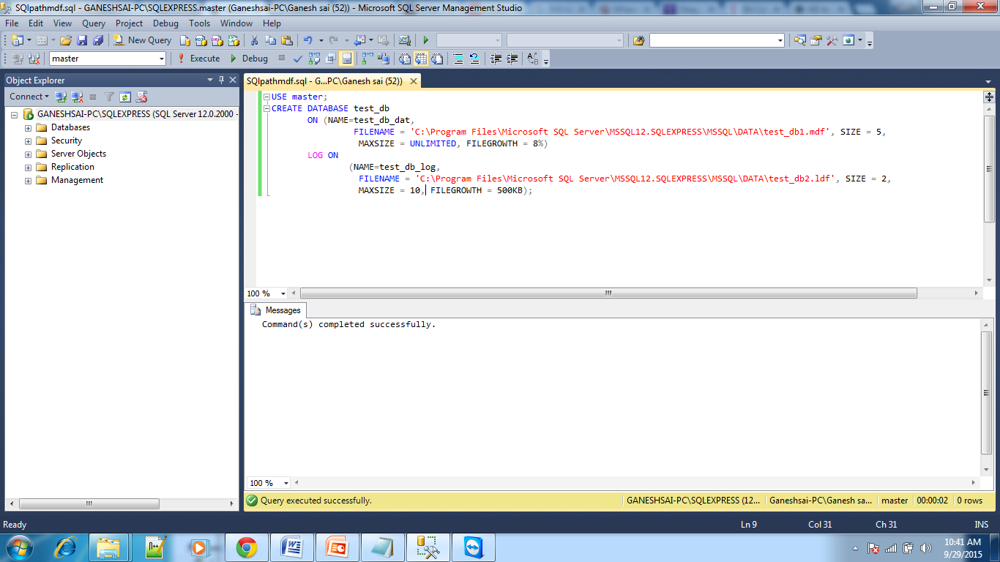 SQlpathmdf.sql - GANESHSAI-PC\SQLEXPRESS.master (Ganeshsai-PC\Ganesh sai (52)) - Microsoft SQL Server Management Studio
File Edit View Query Project Debug Tools Window Help
New Query
master Execute Debug
Object Explorer
Connect
GANESHSAI-PC\SQLEXPRESS (SQL Server 12.0.2000 -
Databases
Security
Server Objects
Replication
Management
SQlpathmdf.sql - G...PC\Ganesh sai (52))
USE master;
CREATE DATABASE test_db
ON (NAME=test_db_dat,
FILENAME = 'C:\Program Files\Microsoft SQL Server\MSSQL12.SQLEXPRESS\MSSQL\DATA\test_db1.mdf', SIZE = 5,
MAXSIZE = UNLIMITED, FILEGROWTH = 8%)
LOG ON
(NAME=test_db_log,
FILENAME = 'C:\Program Files\Microsoft SQL Server\MSSQL12.SQLEXPRESS\MSSQL\DATA\test_db2.ldf', SIZE = 2,
MAXSIZE = 10, FILEGROWTH = 500KB);
100 %
Messages
Command(s) completed successfully.
100 %
Query executed successfully. GANESHSAI-PC\SQLEXPRESS (12... Ganeshsai-PC\Ganesh sa... master 00:00:02 0 rows
Ready Ln 9 Col 31 Ch 31 INS
10:41 AM
9/29/2015